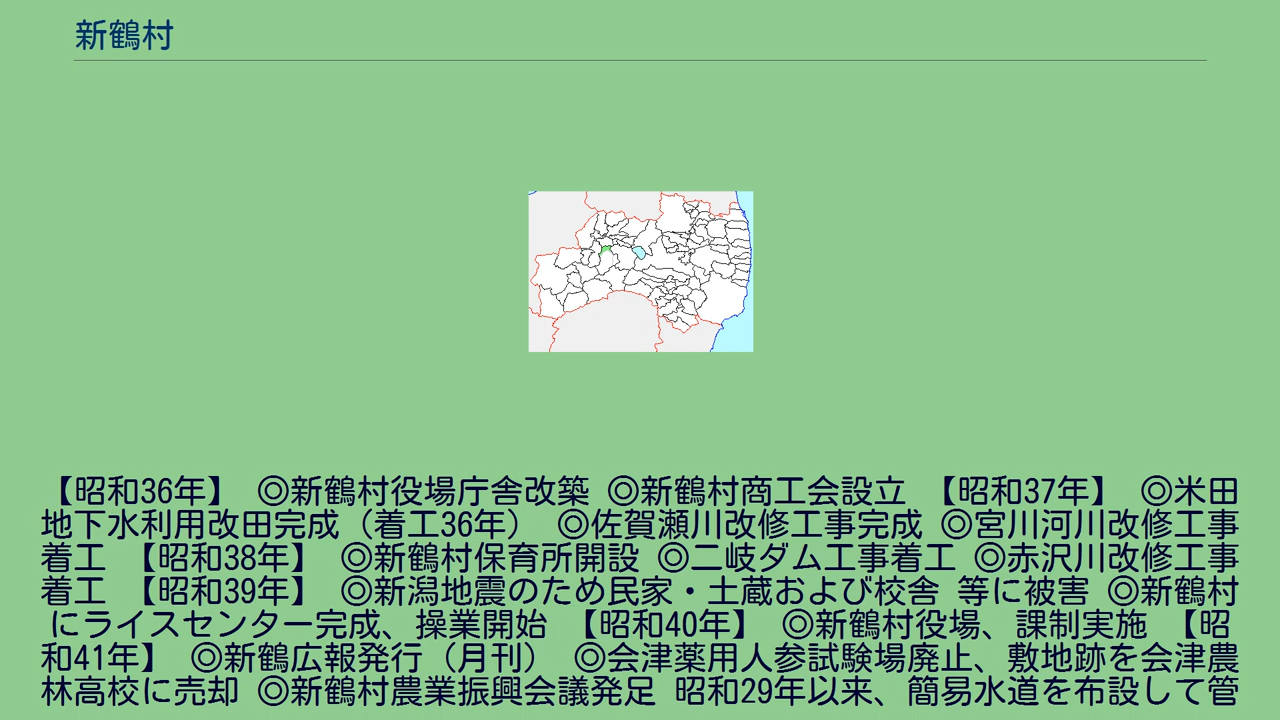 新鶴村
【昭和36年】 ◎新鶴村役場庁舎改築 ◎新鶴村商工会設立 【昭和37年】 ◎米田
地下水利用改田完成（着工36年） ◎佐賀瀬川改修工事完成 ◎宮川河川改修工事
着工 【昭和38年】 ◎新鶴村保育所開設 ◎二岐ダム工事着工 ◎赤沢川改修工事
着工 【昭和39年】 ◎新潟地震のため民家・土蔵および校舎 等に被害 ◎新鶴村
にライスセンター完成、操業開始 【昭和40年】 ◎新鶴村役場、課制実施 【昭
和41年】 ◎新鶴広報発行（月刊） ◎会津薬用人参試験場廃止、敷地跡を会津農
林高校に売却 ◎新鶴村農業振興会議発足 昭和29年以来、簡易水道を布設して管